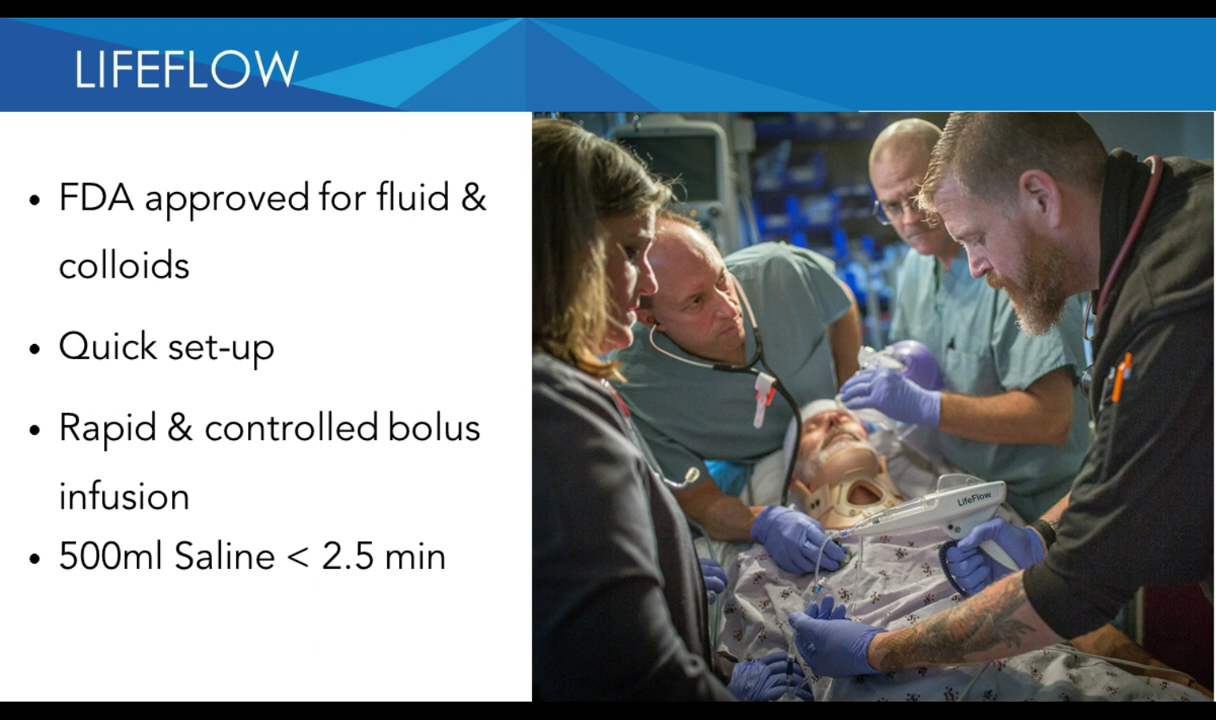 LIFEFLOW
• FDA approved for fluid &
colloids
• Quick set-up
• Rapid & controlled bolus
infusion
• 500ml Saline < 2.5 min
LifeFlow